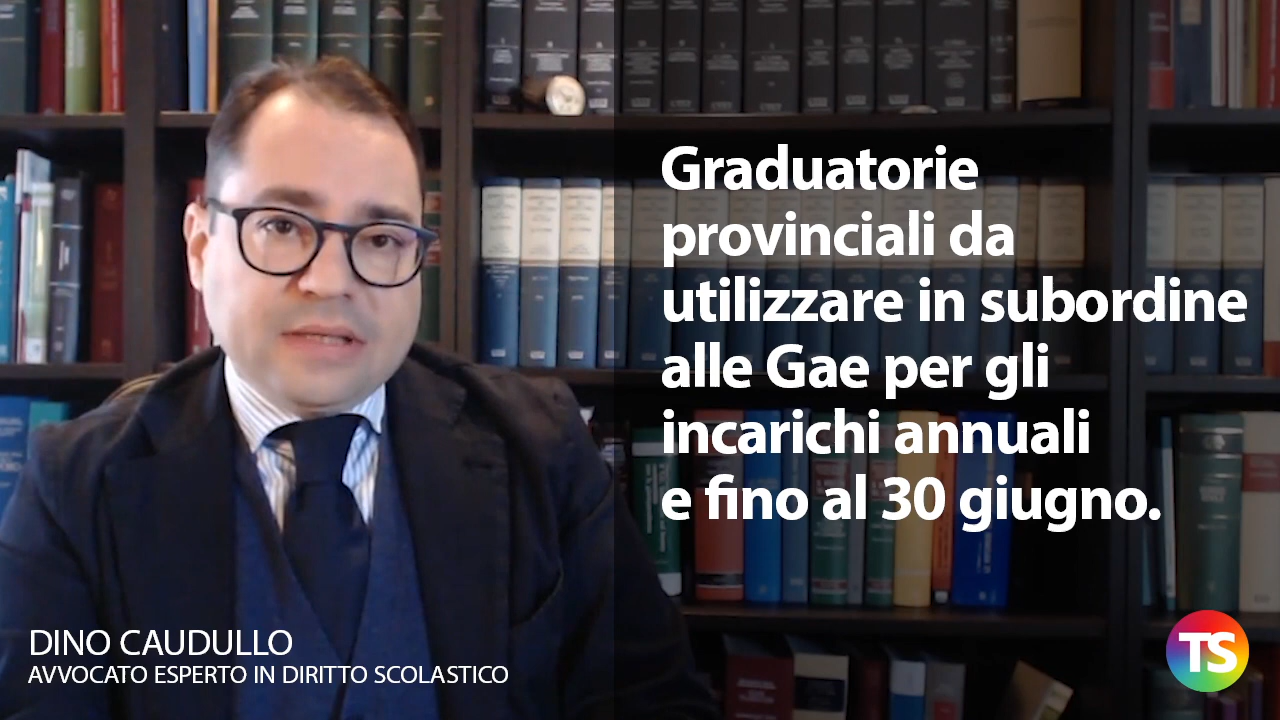 Graduatorie
provinciali da
utilizzare in subordine
alle Gae per gli
incarichi annuali
e fino al 30 giugno.
DINO CAUDULLO
AVVOCATO ESPERTO IN DIRITTO SCOLASTICO
TS